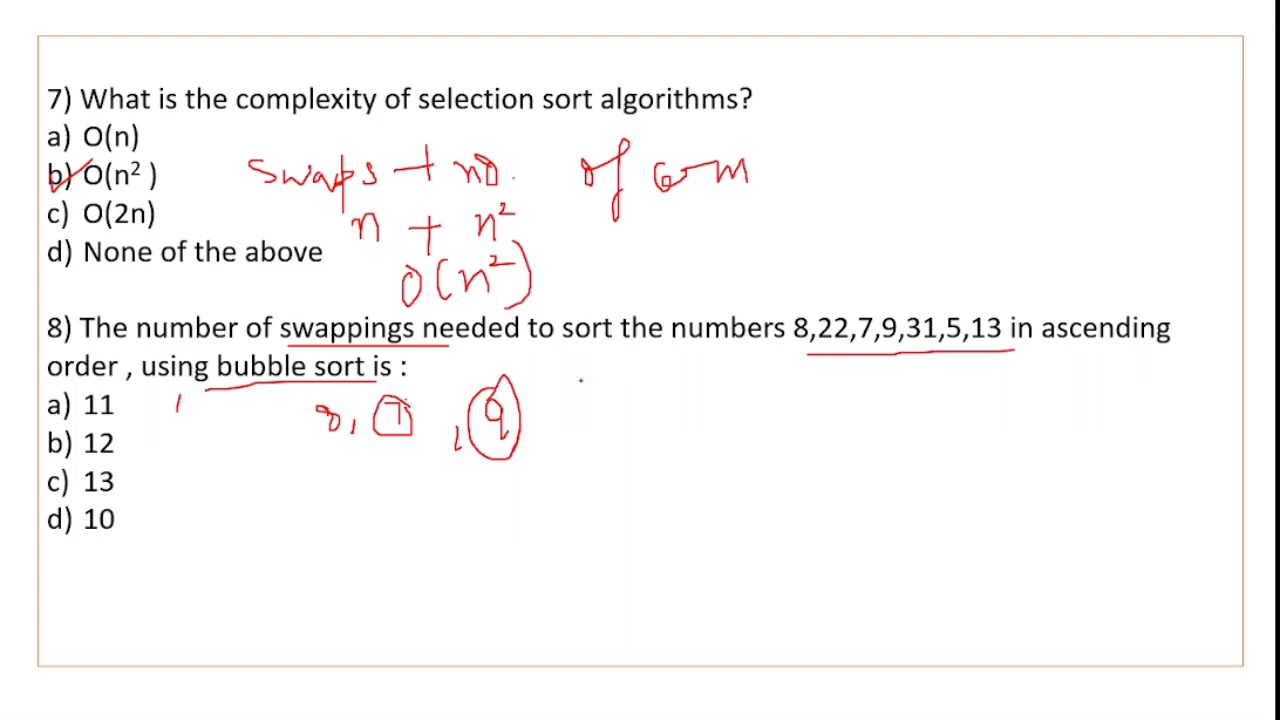 7) What is the complexity of selection sort algorithms?
a) O(n)
b) O(n² )
c) O(2n)
d) None of the above
swaps + no. of com
n + n²
O(n²)
8) The number of swappings needed to sort the numbers 8,22,7,9,31,5,13 in ascending
order , using bubble sort is :
a) 11
b) 12
c) 13
d) 10
8, 7, 9